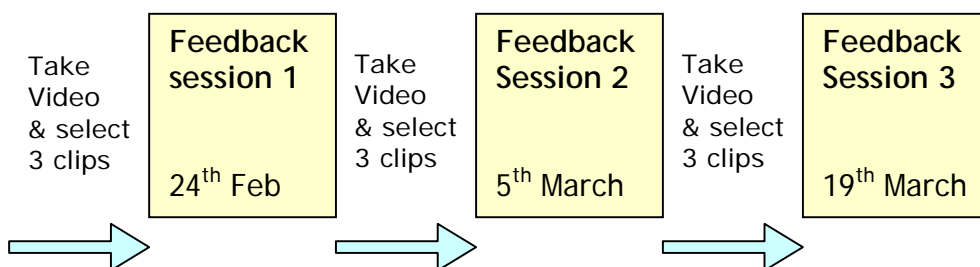 Take
Video
& select
3 clips
Feedback
session 1
24th Feb
Take
Video
& select
3 clips
Feedback
Session 2
5th March
Take
Video
& select
3 clips
Feedback
Session 3
19th March